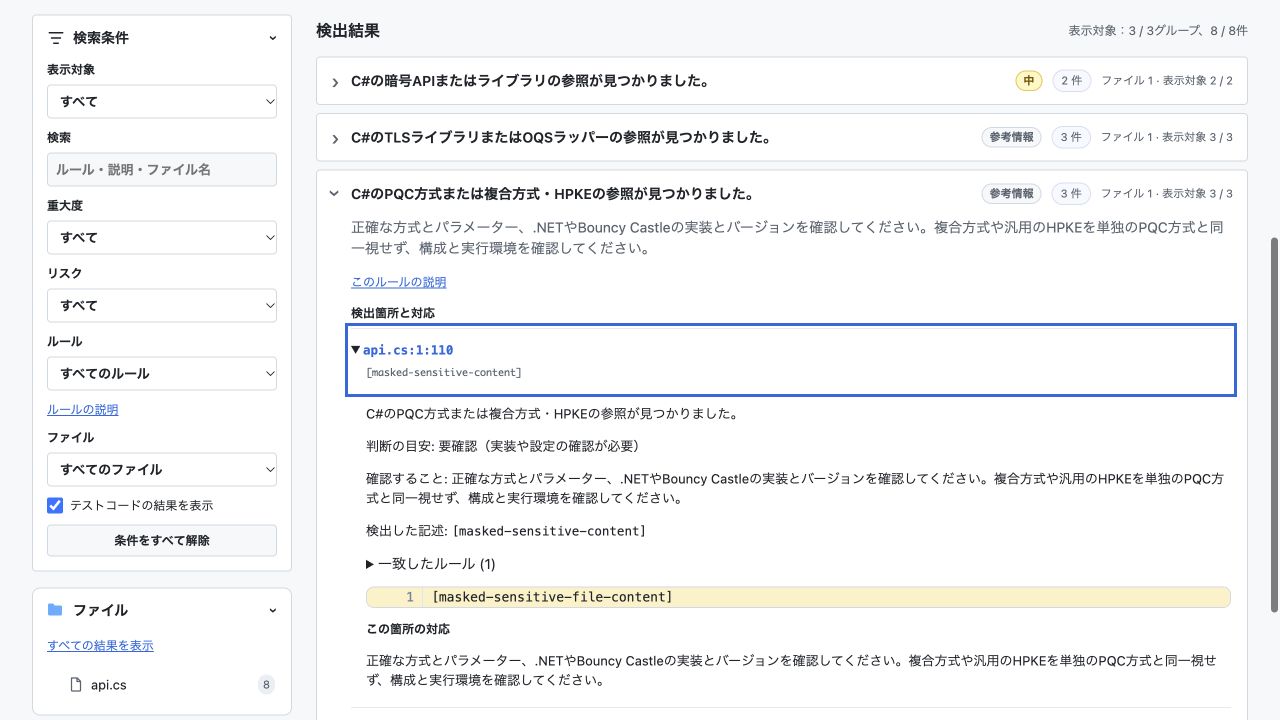 検索条件
表示対象
すべて
検索
ルール・説明・ファイル名
重大度
すべて
リスク
すべて
ルール
すべてのルール
ルールの説明
ファイル
すべてのファイル
テストコードの結果を表示
条件をすべて解除
ファイル
すべての結果を表示
api.cs 8
検出結果
表示対象：3 / 3グループ、8 / 8件
C#の暗号APIまたはライブラリの参照が見つかりました。 中 2 件 ファイル 1 · 表示対象 2 / 2
C#のTLSライブラリまたはOQSラッパーの参照が見つかりました。 参考情報 3 件 ファイル 1 · 表示対象 3 / 3
C#のPQC方式または複合方式・HPKEの参照が見つかりました。 参考情報 3 件 ファイル 1 · 表示対象 3 / 3
正確な方式とパラメーター、.NETやBouncy Castleの実装とバージョンを確認してください。複合方式や汎用のHPKEを単独のPQC方式と同
一視せず、構成と実行環境を確認してください。
このルールの説明
検出箇所と対応
▼api.cs:1:110
[masked-sensitive-content]
C#のPQC方式または複合方式・HPKEの参照が見つかりました。
判断の目安: 要確認（実装や設定の確認が必要）
確認すること: 正確な方式とパラメーター、.NETやBouncy Castleの実装とバージョンを確認してください。複合方式や汎用のHPKEを単独のPQC方
式と同一視せず、構成と実行環境を確認してください。
検出した記述: [masked-sensitive-content]
▶ 一致したルール (1)
1 [masked-sensitive-file-content]
この箇所の対応
正確な方式とパラメーター、.NETやBouncy Castleの実装とバージョンを確認してください。複合方式や汎用のHPKEを単独のPQC方式と同一視せ
ず、構成と実行環境を確認してください。